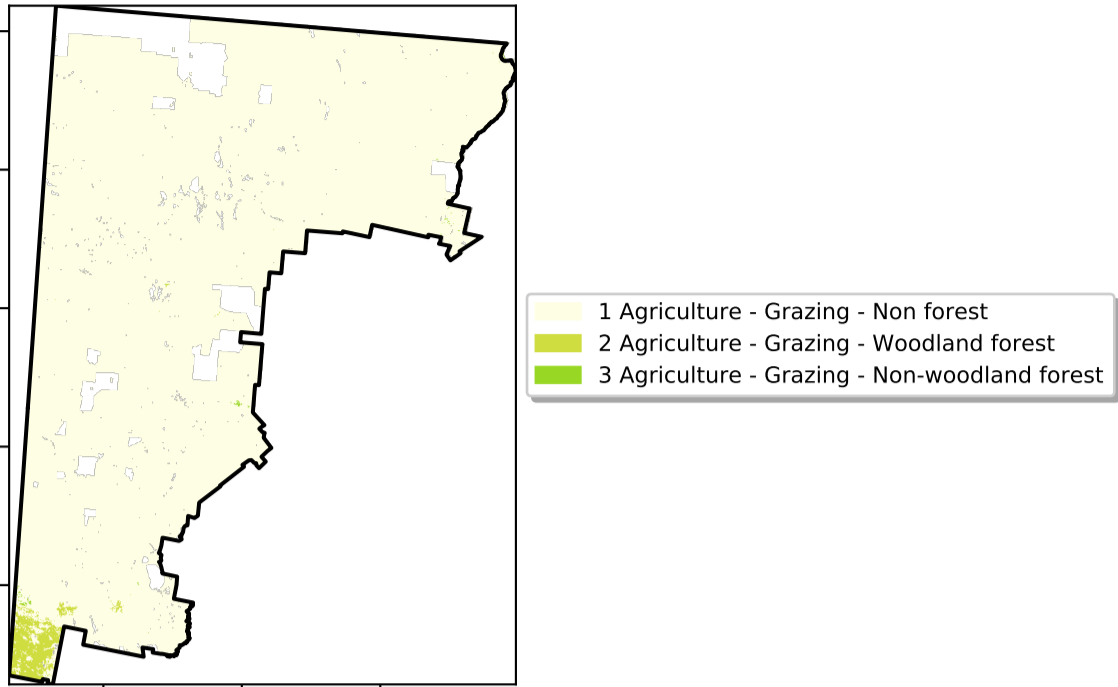 1 Agriculture - Grazing - Non forest
2 Agriculture - Grazing - Woodland forest
3 Agriculture - Grazing - Non-woodland forest